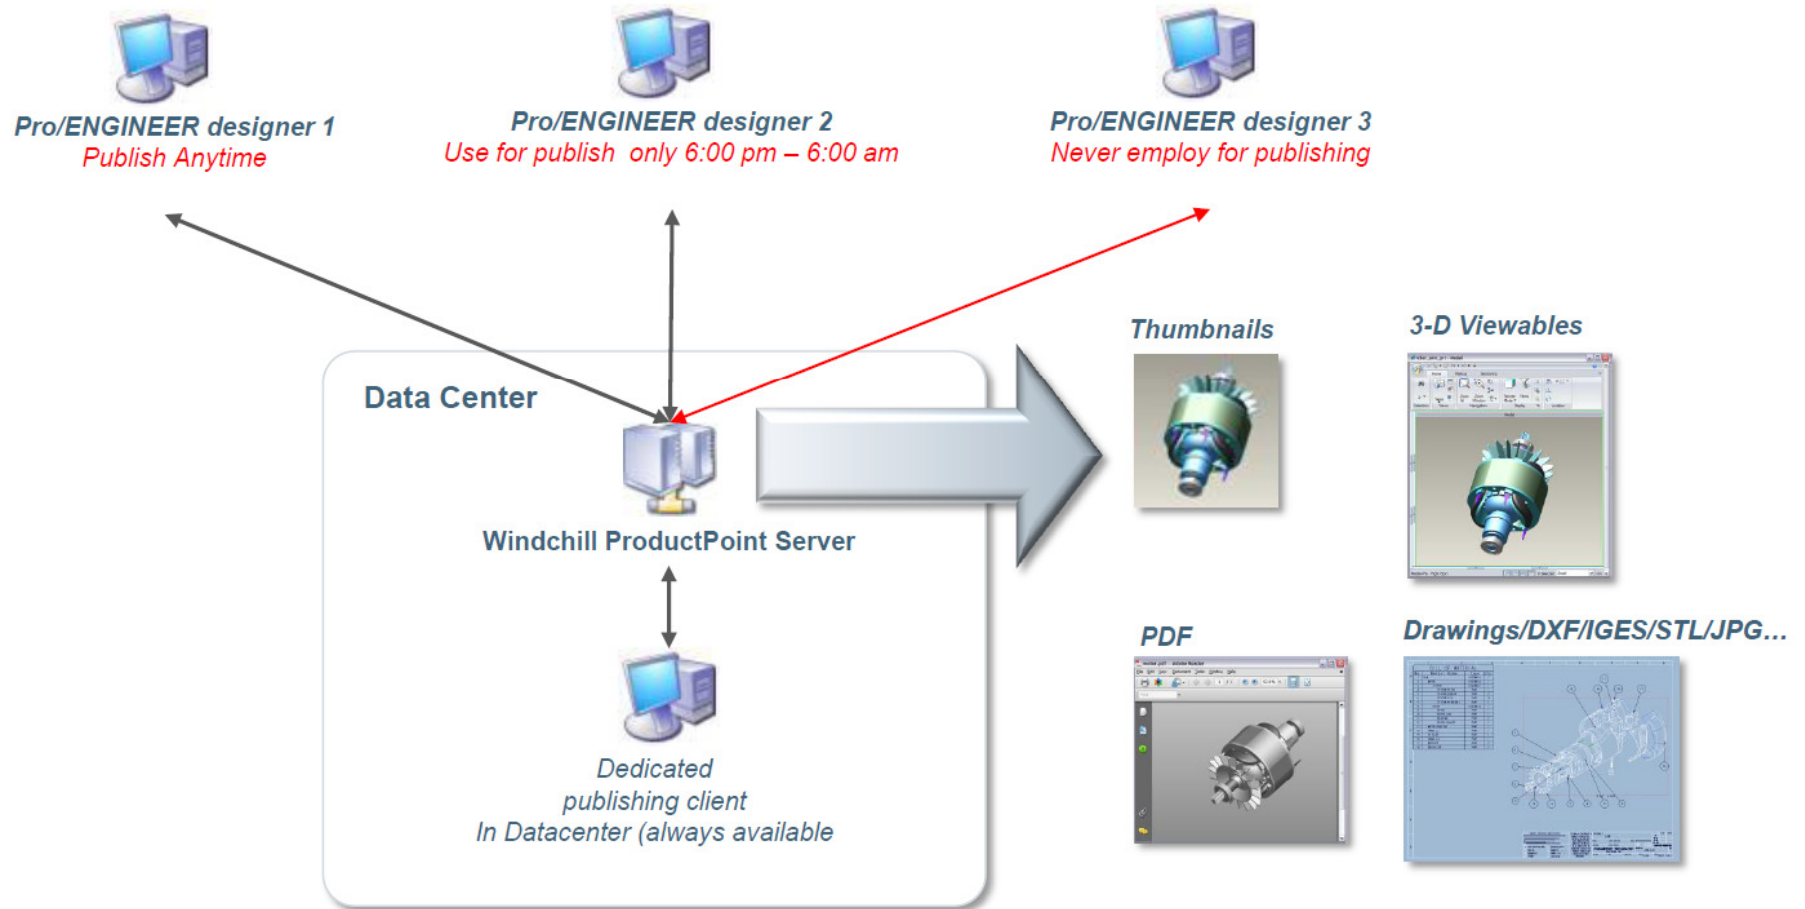 Pro/ENGINEER designer 1
Publish Anytime
Pro/ENGINEER designer 2
Use for publish only 6:00 pm – 6:00 am
Pro/ENGINEER designer 3
Never employ for publishing
Data Center
Windchill ProductPoint Server
Dedicated
publishing client
In Datacenter (always available
Thumbnails
3-D Viewables
PDF
Drawings/DXF/IGES/STL/JPG...